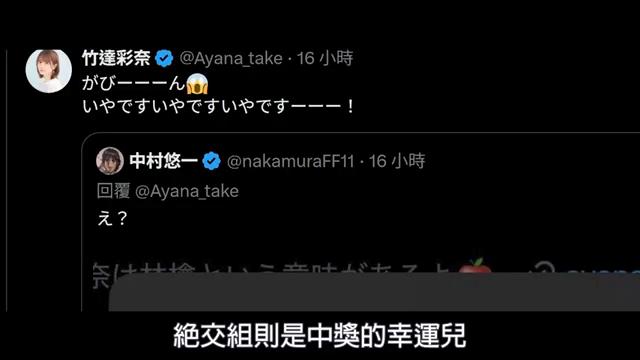 竹達彩奈 @Ayana_take · 16 小時
がびーーーん😱
いやですいやですいやですーーー！
中村悠一 @nakamuraFF11 · 16 小時
回覆 @Ayana_take
え？
絶交組則是中獎的幸運兒